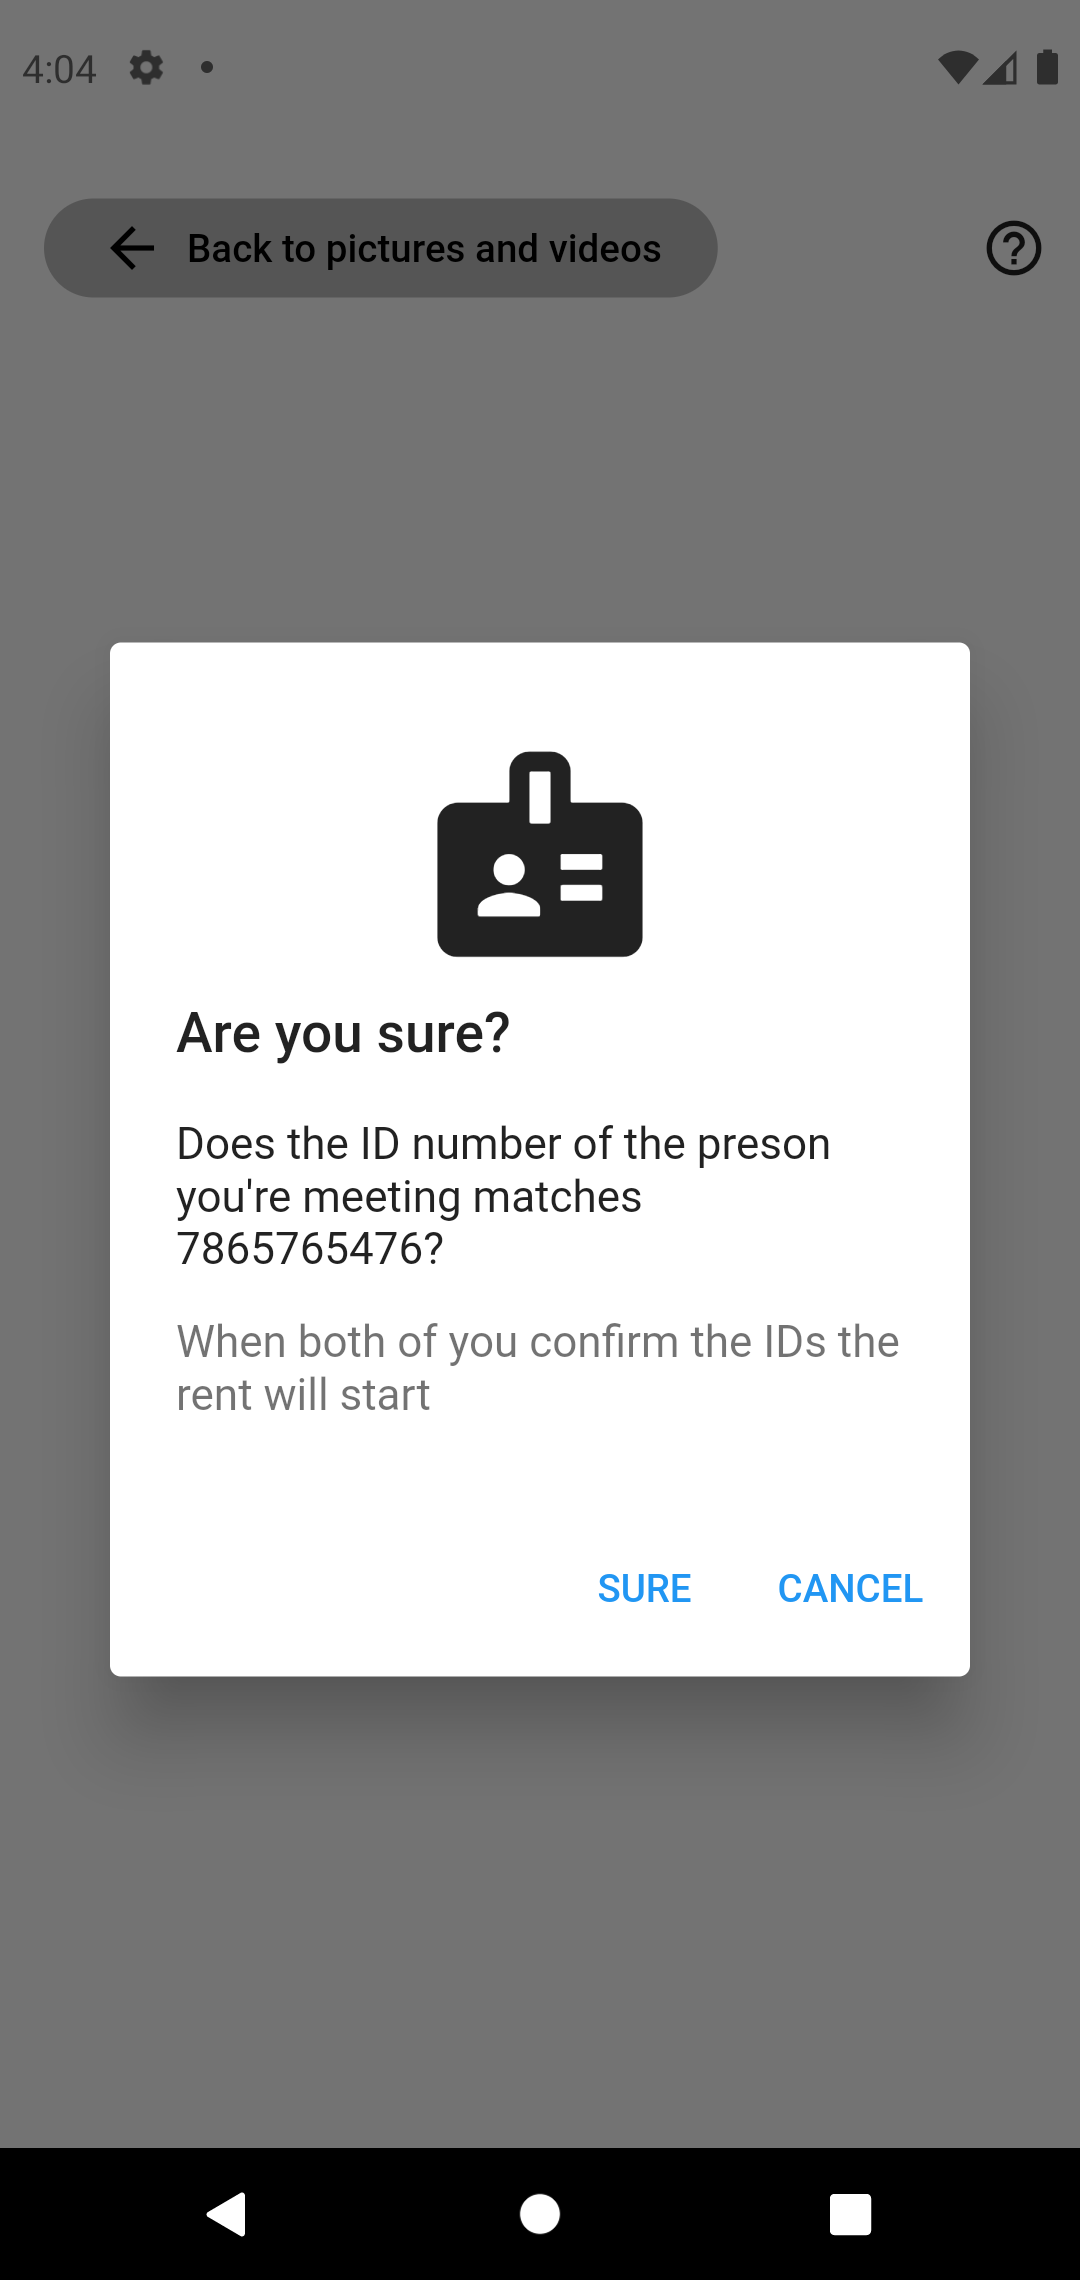 4:04
Back to pictures and videos
Are you sure?
Does the ID number of the preson
you're meeting matches
7865765476?
When both of you confirm the IDs the
rent will start
SURE CANCEL